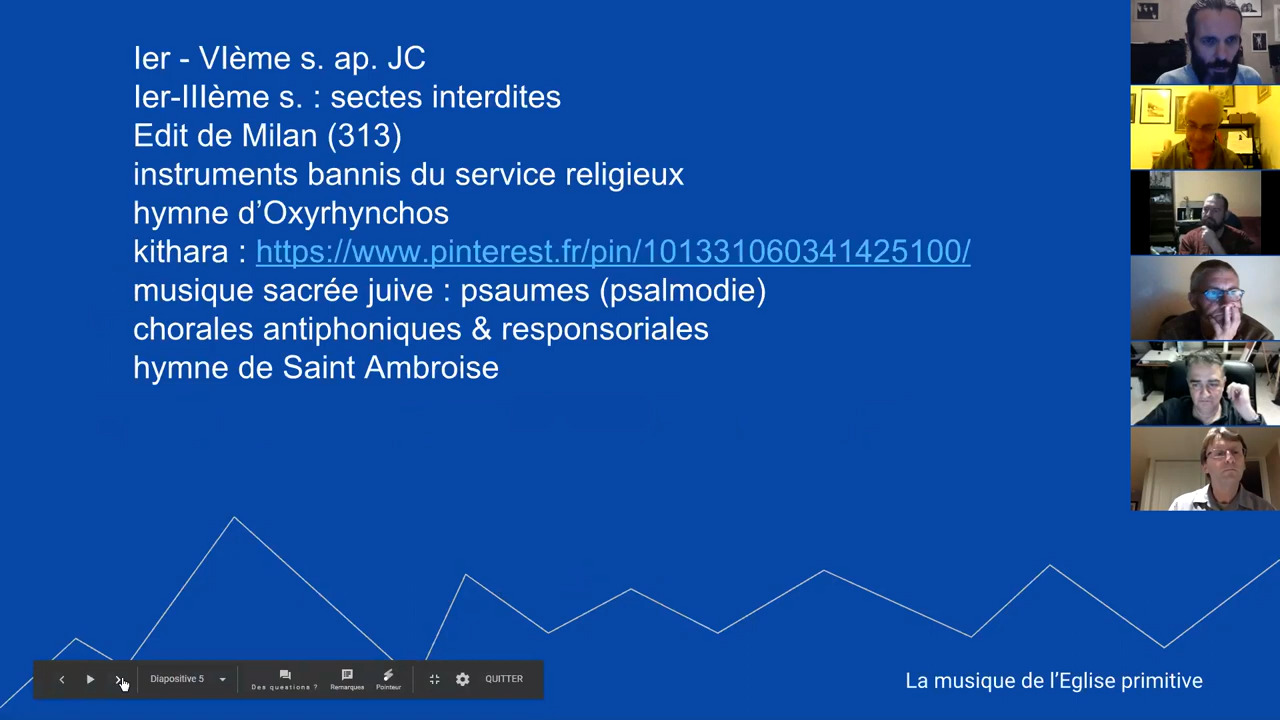 Ier - VIème s. ap. JC
Ier-IIIème s. : sectes interdites
Edit de Milan (313)
instruments bannis du service religieux
hymne d’Oxyrhynchos
kithara : https://www.pinterest.fr/pin/101331060341425100/
musique sacrée juive : psaumes (psalmodie)
chorales antiphoniques & responsoriales
hymne de Saint Ambroise
Diapositive 5
Des questions ?
Remarques
Pointeur
QUITTER
La musique de l’Eglise primitive